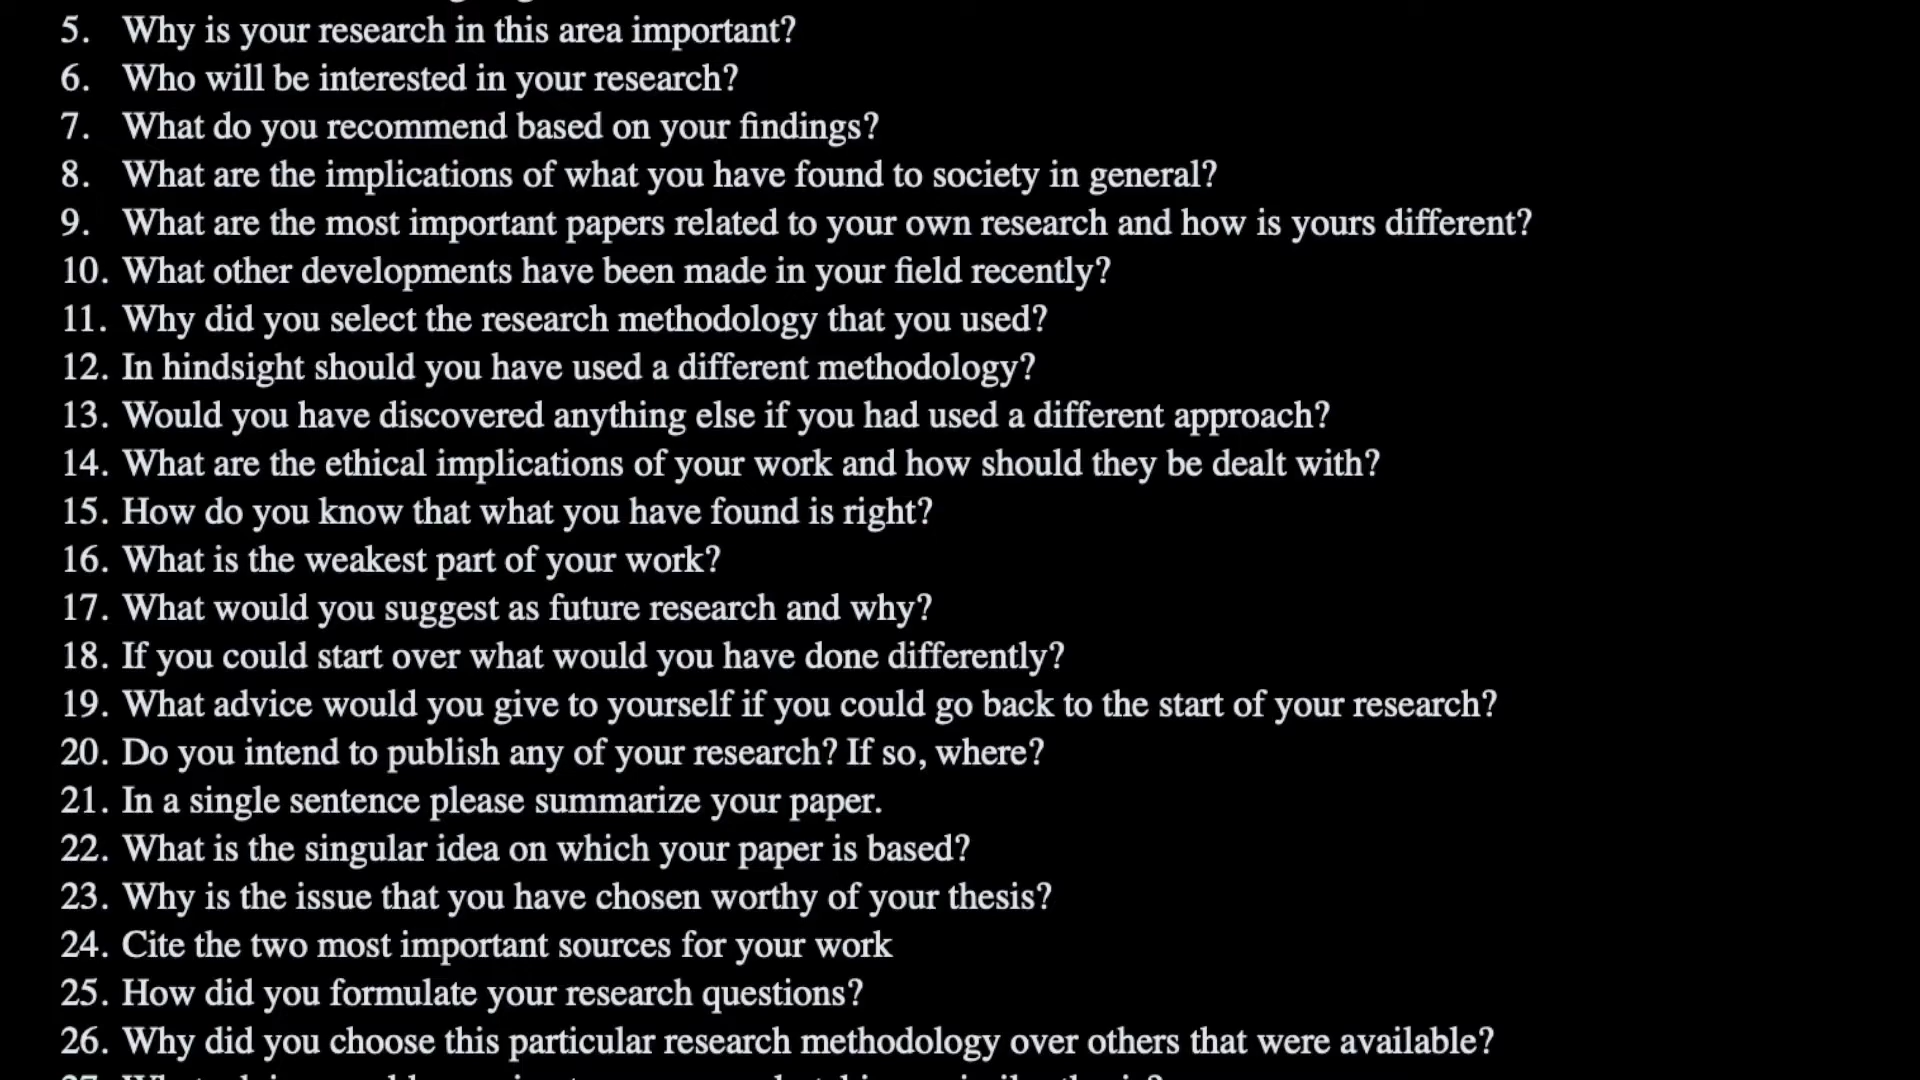 5. Why is your research in this area important?
6. Who will be interested in your research?
7. What do you recommend based on your findings?
8. What are the implications of what you have found to society in general?
9. What are the most important papers related to your own research and how is yours different?
10. What other developments have been made in your field recently?
11. Why did you select the research methodology that you used?
12. In hindsight should you have used a different methodology?
13. Would you have discovered anything else if you had used a different approach?
14. What are the ethical implications of your work and how should they be dealt with?
15. How do you know that what you have found is right?
16. What is the weakest part of your work?
17. What would you suggest as future research and why?
18. If you could start over what would you have done differently?
19. What advice would you give to yourself if you could go back to the start of your research?
20. Do you intend to publish any of your research? If so, where?
21. In a single sentence please summarize your paper.
22. What is the singular idea on which your paper is based?
23. Why is the issue that you have chosen worthy of your thesis?
24. Cite the two most important sources for your work
25. How did you formulate your research questions?
26. Why did you choose this particular research methodology over others that were available?